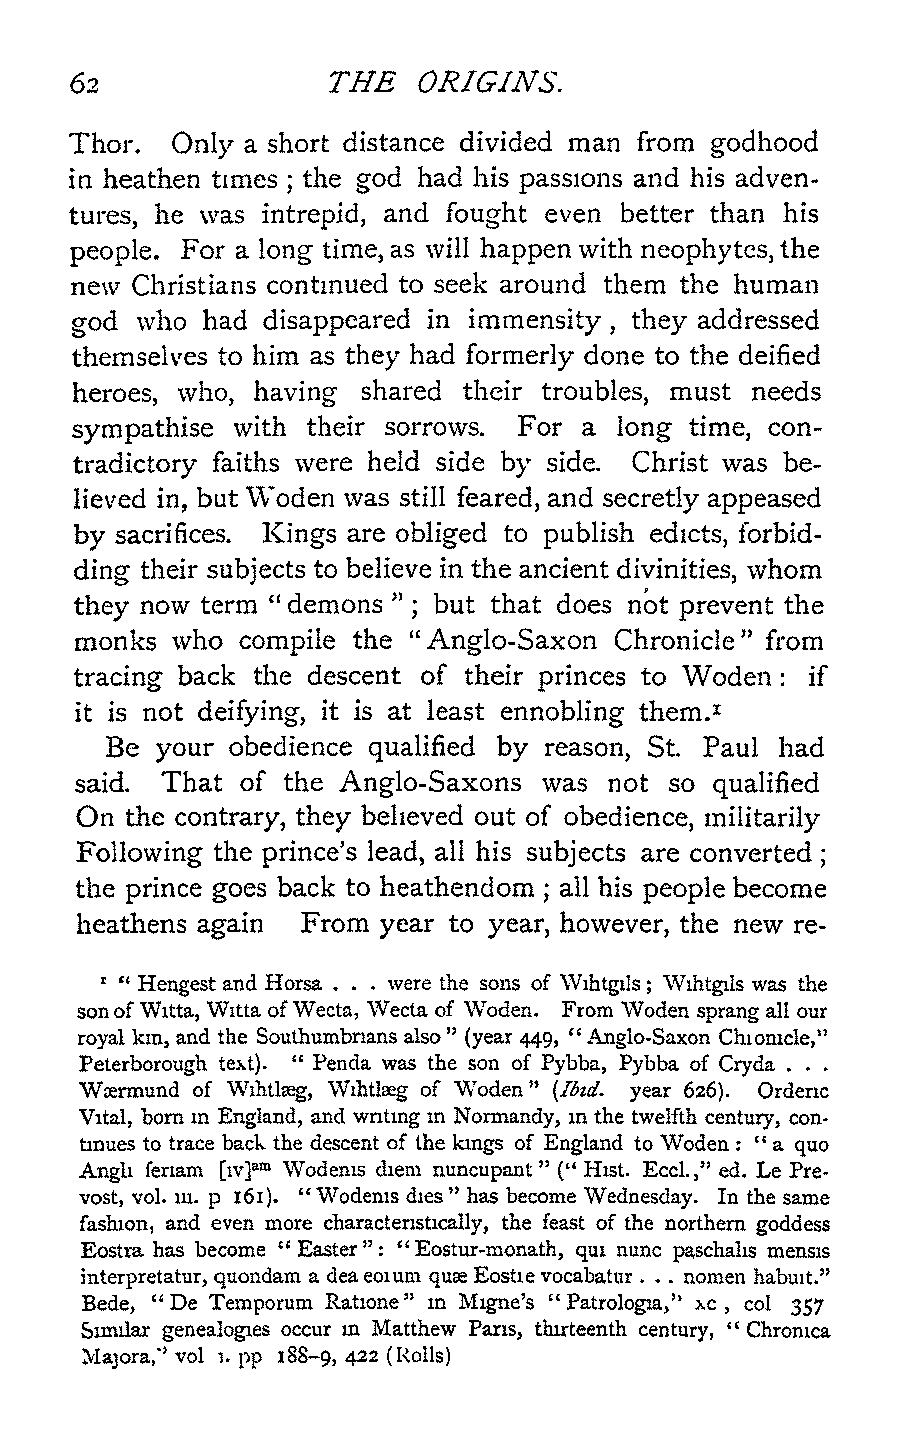 62 THE ORIGINS.
Thor. Only a short distance divided man from godhood
in heathen times ; the god had his passions and his adven-
tures, he was intrepid, and fought even better than his
people. For a long time, as will happen with neophytes, the
new Christians continued to seek around them the human
god who had disappeared in immensity , they addressed
themselves to him as they had formerly done to the deified
heroes, who, having shared their troubles, must needs
sympathise with their sorrows. For a long time, con-
tradictory faiths were held side by side. Christ was be-
lieved in, but Woden was still feared, and secretly appeased
by sacrifices. Kings are obliged to publish edicts, forbid-
ding their subjects to believe in the ancient divinities, whom
they now term “ demons ” ; but that does not prevent the
monks who compile the “ Anglo-Saxon Chronicle ” from
tracing back the descent of their princes to Woden : if
it is not deifying, it is at least ennobling them.¹
Be your obedience qualified by reason, St. Paul had
said. That of the Anglo-Saxons was not so qualified
On the contrary, they believed out of obedience, militarily
Following the prince’s lead, all his subjects are converted ;
the prince goes back to heathendom ; all his people become
heathens again From year to year, however, the new re-
¹ “ Hengest and Horsa . . . were the sons of Wihtgils ; Wihtgils was the
son of Witta, Witta of Wecta, Wecta of Woden. From Woden sprang all our
royal kin, and the Southumbrians also ” (year 449, “ Anglo-Saxon Chronicle,”
Peterborough text). “ Penda was the son of Pybba, Pybba of Cryda . . .
Wærmund of Wihtlæg, Wihtlæg of Woden ” (Ibid. year 626). Orderic
Vital, born in England, and writing in Normandy, in the twelfth century, con-
tinues to trace back the descent of the kings of England to Woden : “ a quo
Angli feriam [iv]am Wodenis diem nuncupant ” (“ Hist. Eccl.,” ed. Le Pre-
vost, vol. iii. p 161). “ Wodenis dies ” has become Wednesday. In the same
fashion, and even more characteristically, the feast of the northern goddess
Eostra has become “ Easter ” : “ Eostur-monath, qui nunc paschalis mensis
interpretatur, quondam a dea eorum quæ Eostre vocabatur . . . nomen habuit.”
Bede, “ De Temporum Ratione ” in Migne’s “ Patrologia,” xc , col 357
Similar genealogies occur in Matthew Paris, thirteenth century, “ Chronica
Majora,” vol i. pp 188–9, 422 (Rolls)